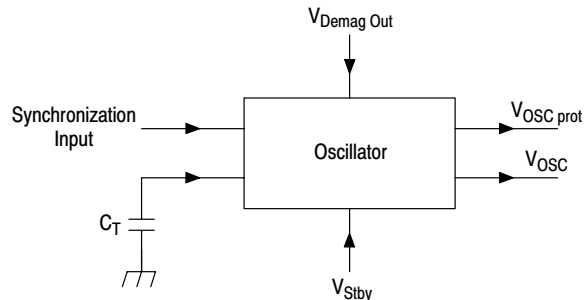 V_Demag Out
Synchronization
Input
V_OSC prot
Oscillator
V_OSC
C_T
V_Stby